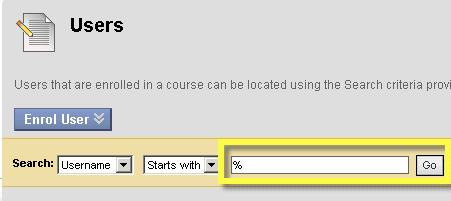 Users
Users that are enrolled in a course can be located using the Search criteria
Enrol User
Search: Username Starts with % Go